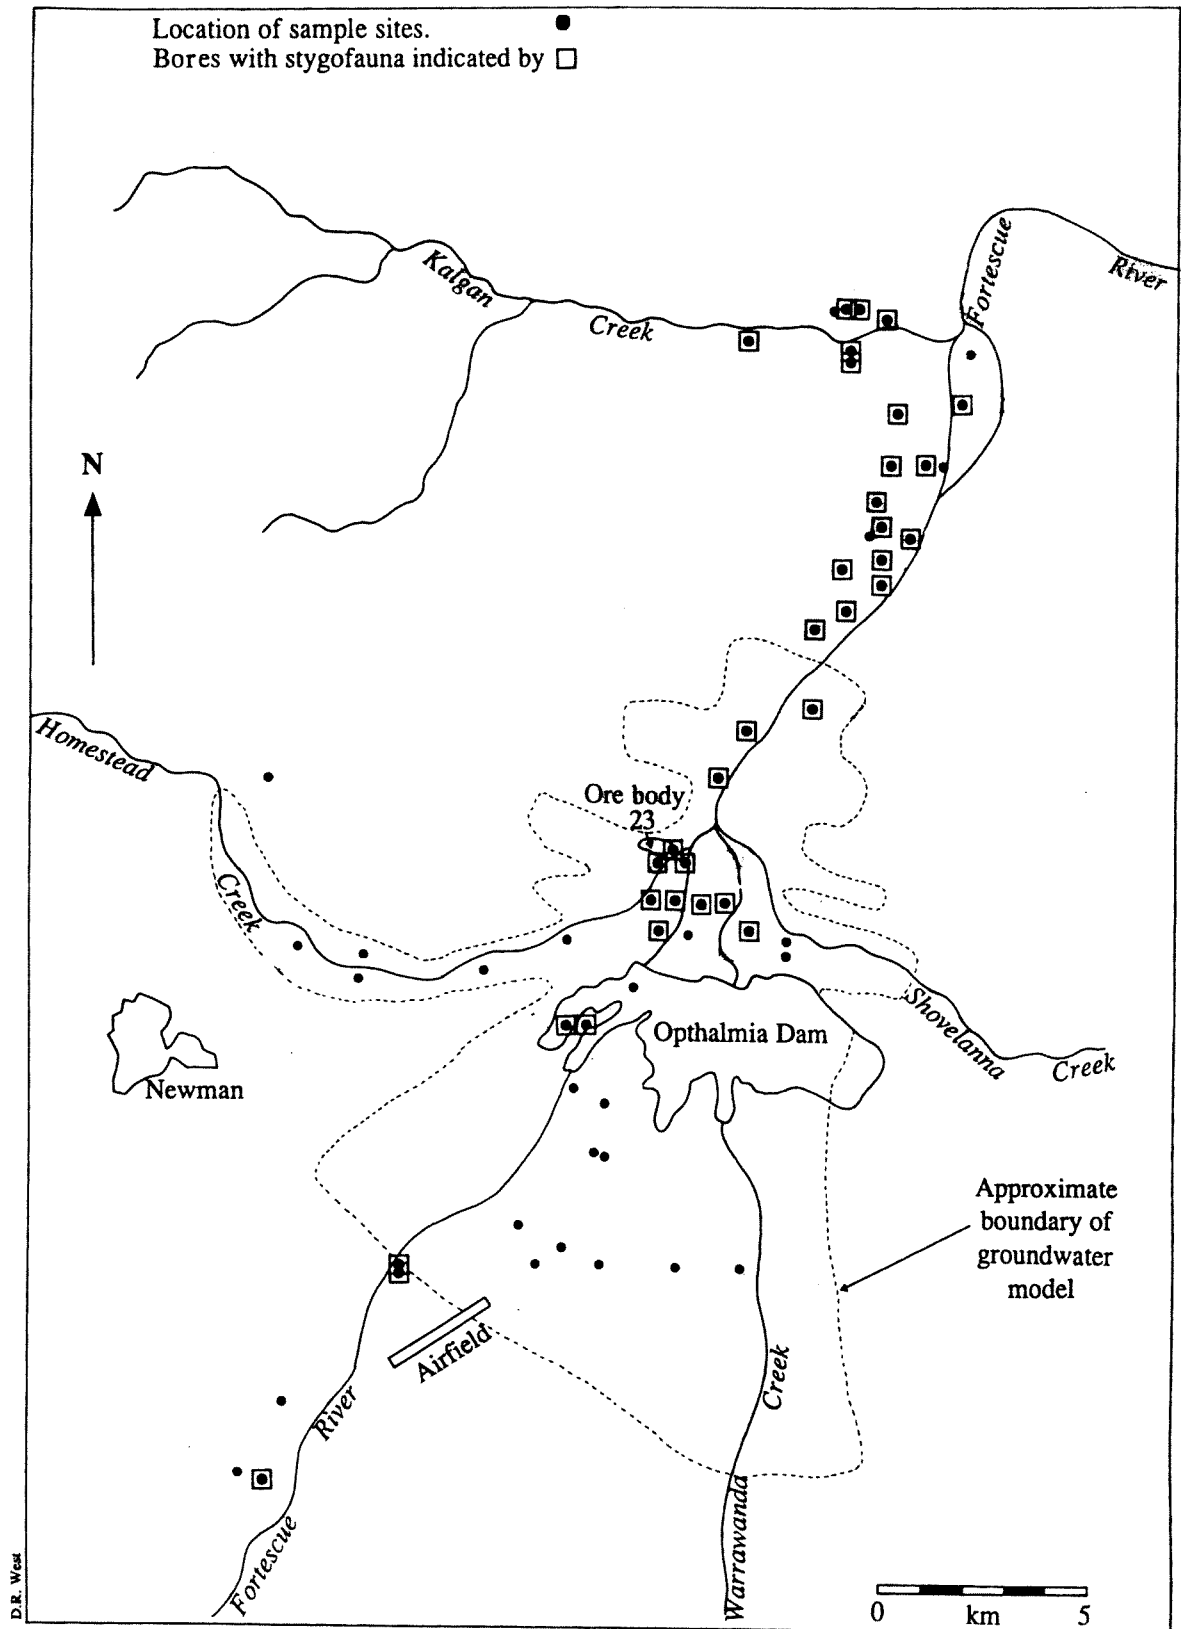 Location of sample sites.
Bores with stygofauna indicated by
Fortescue
River
Kalgan
Creek
N
Homestead
Creek
Ore body
23
Opthalmia Dam
Shovelanna
Creek
Newman
Approximate
boundary of
groundwater
model
Airfield
River
Fortescue
Creek
Warrawanda
0 km 5
D.R. West